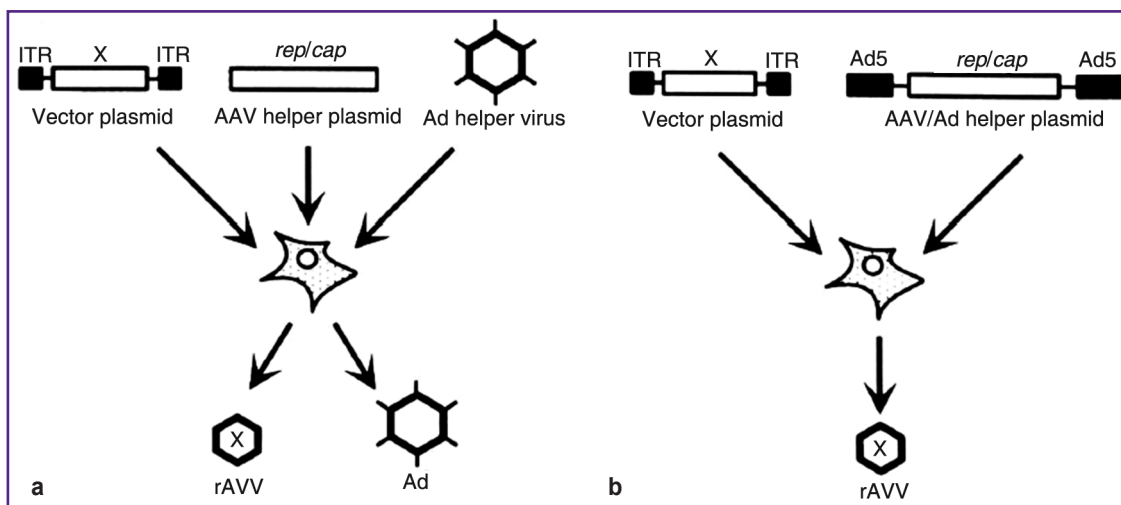 ITR X ITR
rep/cap
Vector plasmid
AAV helper plasmid
Ad helper virus
X
rAVV
Ad
a
ITR X ITR
Ad5 rep/cap Ad5
Vector plasmid
AAV/Ad helper plasmid
X
rAVV
b